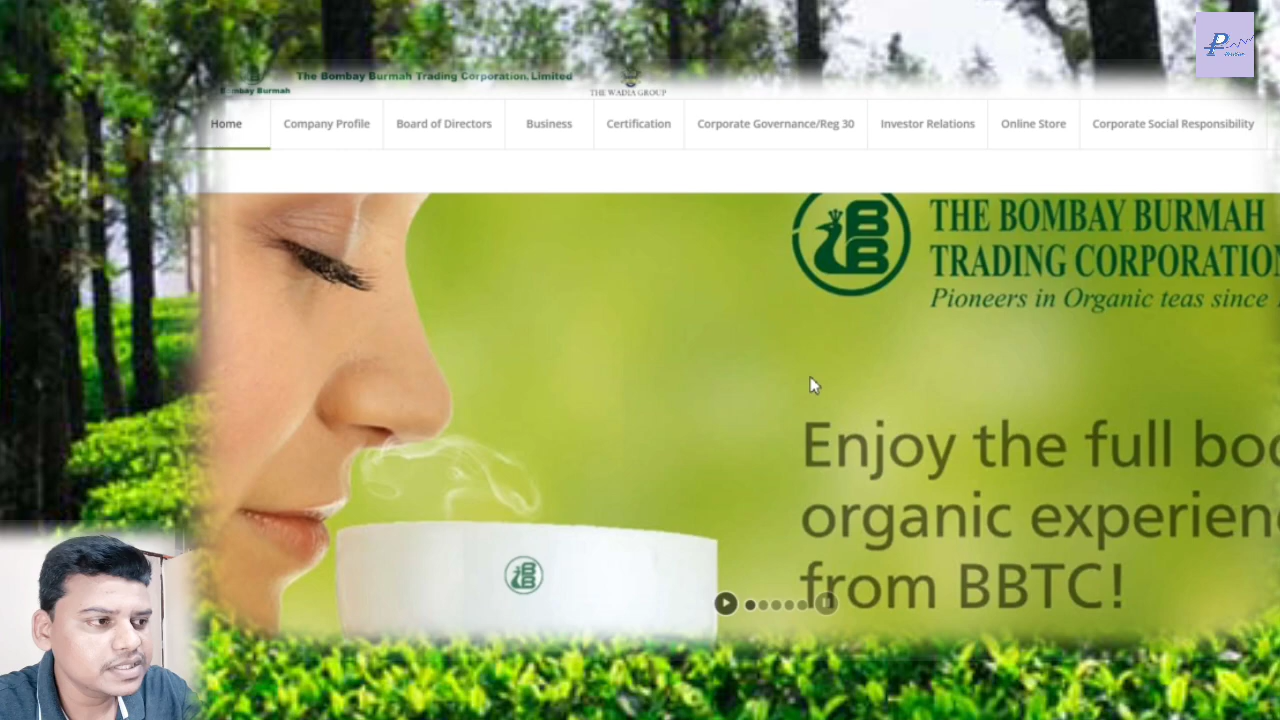 The Bombay Burmah Trading Corporation, Limited
Bombay Burmah
THE WADIA GROUP
Home
Company Profile
Board of Directors
Business
Certification
Corporate Governance/Reg 30
Investor Relations
Online Store
Corporate Social Responsibility
THE BOMBAY BURMAH
TRADING CORPORATION
Pioneers in Organic teas since
Enjoy the full bo
organic experien
from BBTC!